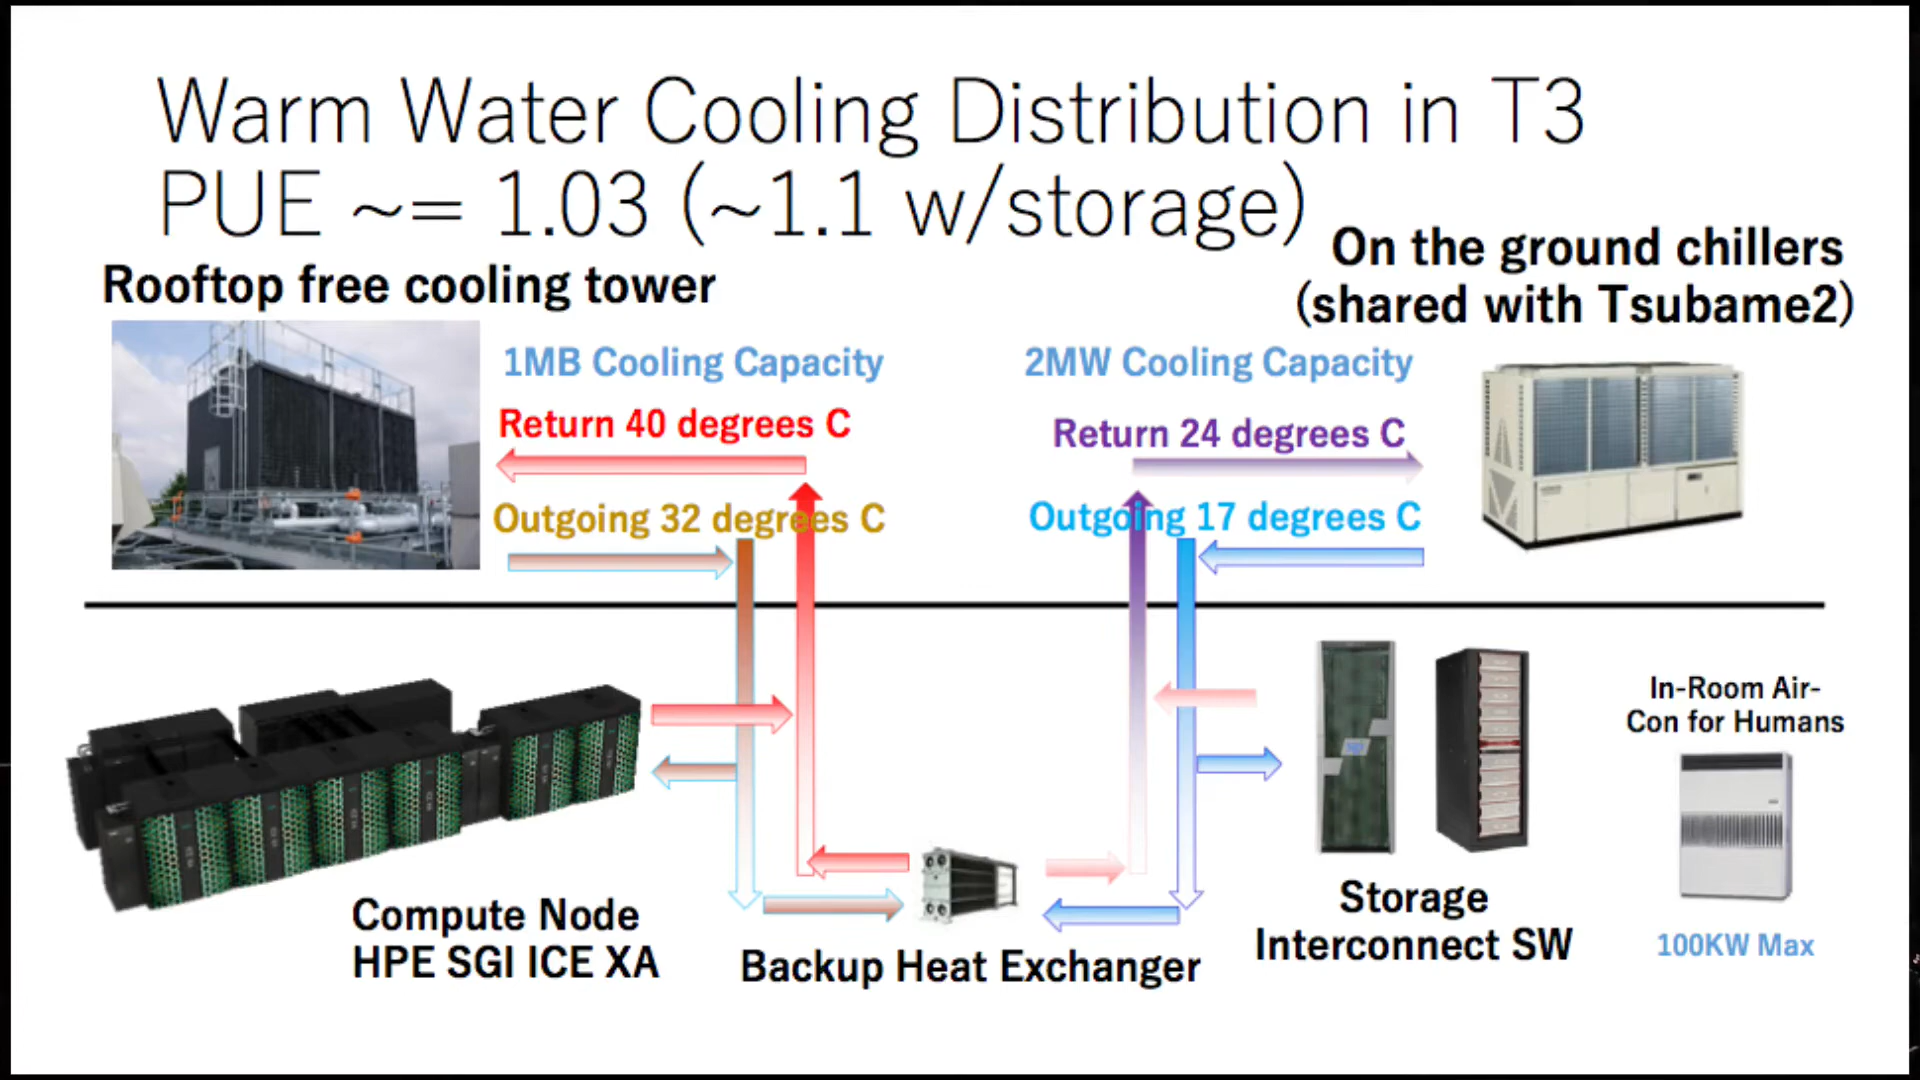 Warm Water Cooling Distribution in T3
PUE ~= 1.03 (~1.1 w/storage)
Rooftop free cooling tower
On the ground chillers
(shared with Tsubame2)
1MB Cooling Capacity
Return 40 degrees C
Outgoing 32 degrees C
2MW Cooling Capacity
Return 24 degrees C
Outgoing 17 degrees C
Compute Node
HPE SGI ICE XA
Backup Heat Exchanger
Storage
Interconnect SW
In-Room Air-
Con for Humans
100KW Max